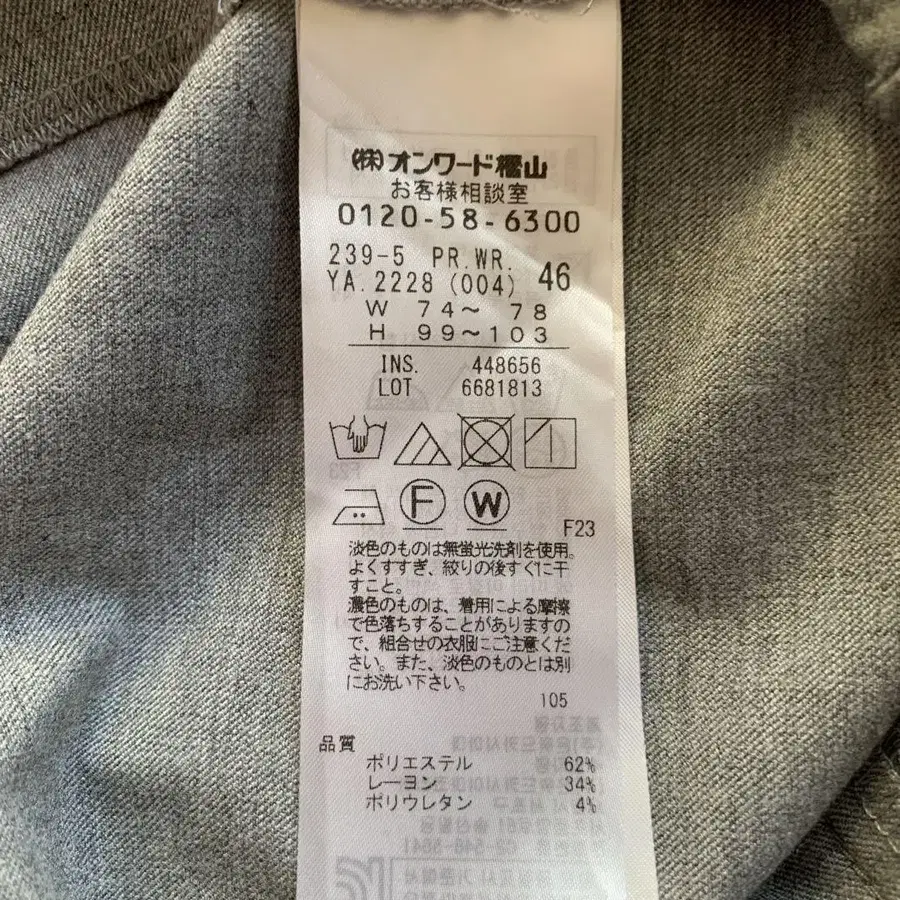 (株)オンワード樫山
お客様相談室
0120-58-6300
239-5 PR.WR. 46
YA.2228 (004)
W 74～ 78
H 99～103
INS. 448656
LOT 6681813
F
W
F23
淡色のものは無蛍光洗剤を使用。
よくすすぎ、絞りの後すぐに干
すこと。
濃色のものは、着用による摩擦
で色落ちすることがありますの
で、組合せの衣服にご注意くだ
さい。また、淡色のものとは別
にお洗い下さい。
105
品質
ポリエステル 62%
レーヨン 34%
ポリウレタン 4%